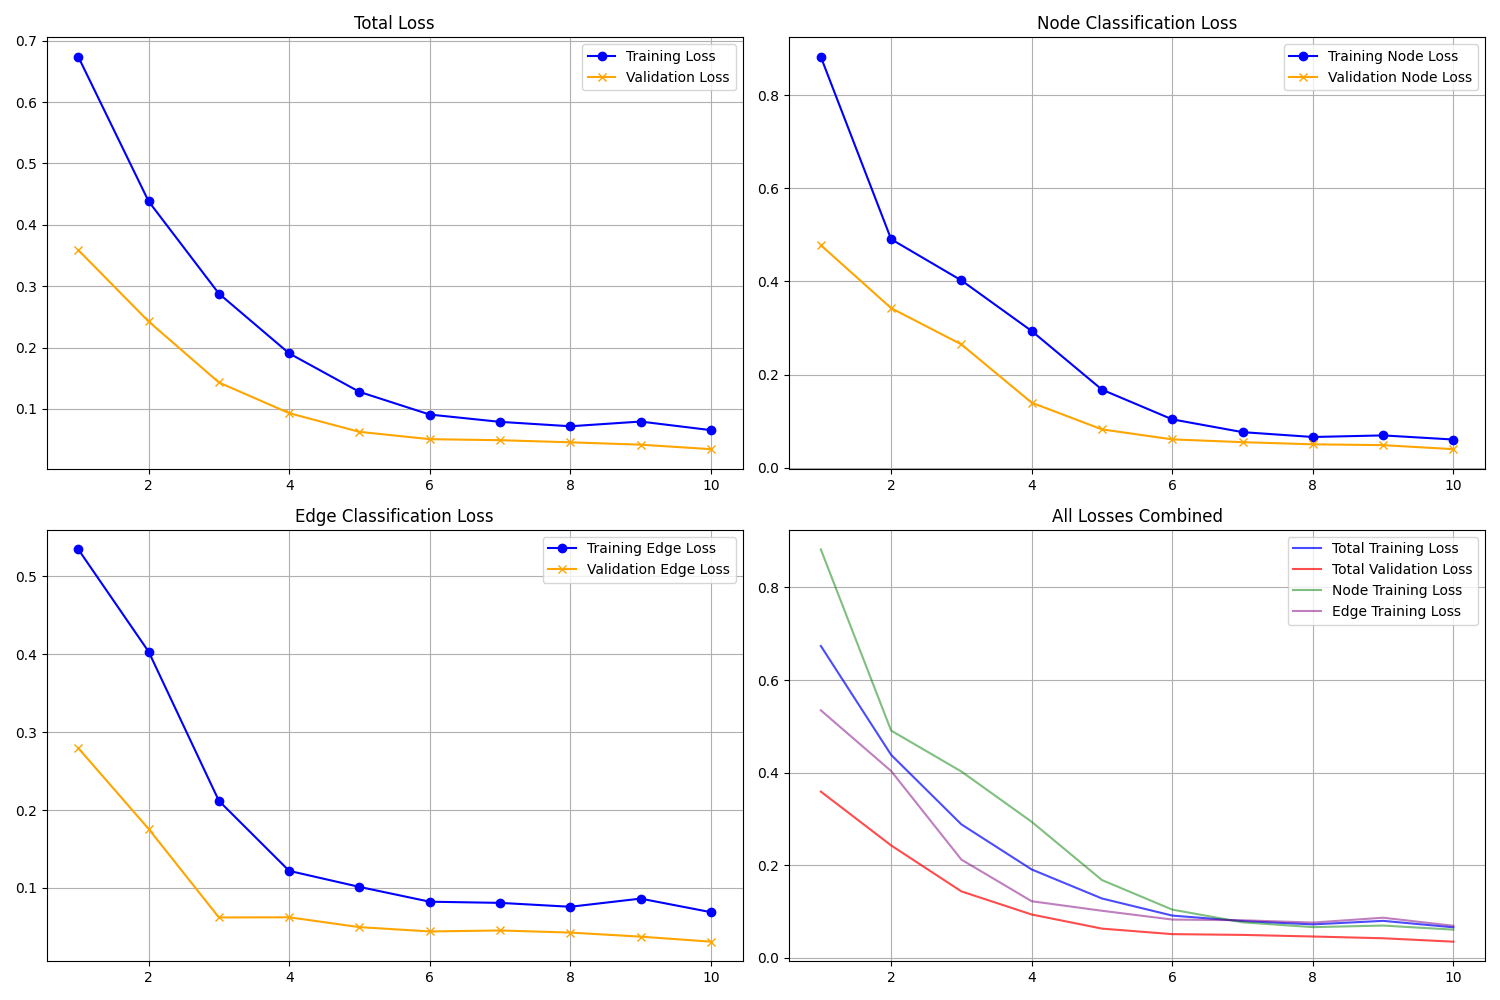 Total Loss
0.7
0.6
0.5
0.4
0.3
0.2
0.1
2 4 6 8 10
Training Loss
Validation Loss
Node Classification Loss
0.8
0.6
0.4
0.2
0.0
2 4 6 8 10
Training Node Loss
Validation Node Loss
Edge Classification Loss
0.5
0.4
0.3
0.2
0.1
2 4 6 8 10
Training Edge Loss
Validation Edge Loss
All Losses Combined
0.8
0.6
0.4
0.2
0.0
2 4 6 8 10
Total Training Loss
Total Validation Loss
Node Training Loss
Edge Training Loss